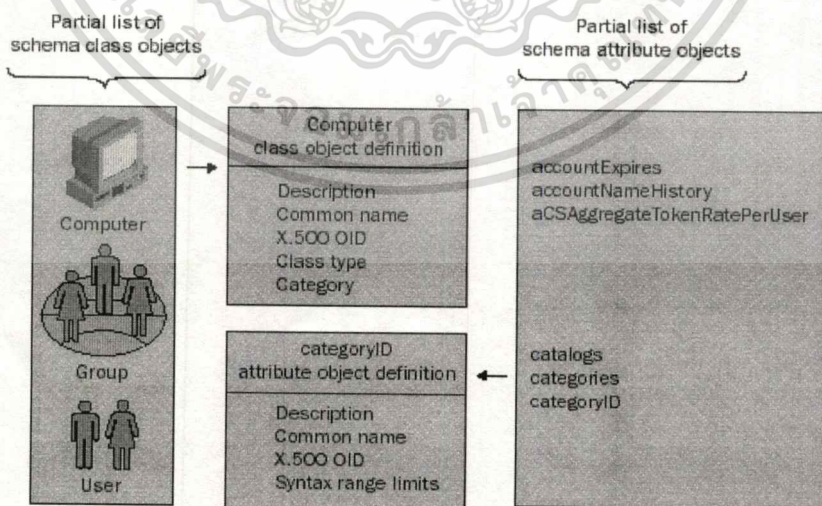 Partial list of
schema class objects
Partial list of
schema attribute objects
Computer
Group
User
Computer
class object definition
Description
Common name
X.500 OID
Class type
Category
categoryID
attribute object definition
Description
Common name
X.500 OID
Syntax range limits
accountExpires
accountNameHistory
aCSAggregateTokenRatePerUser
catalogs
categories
categoryID